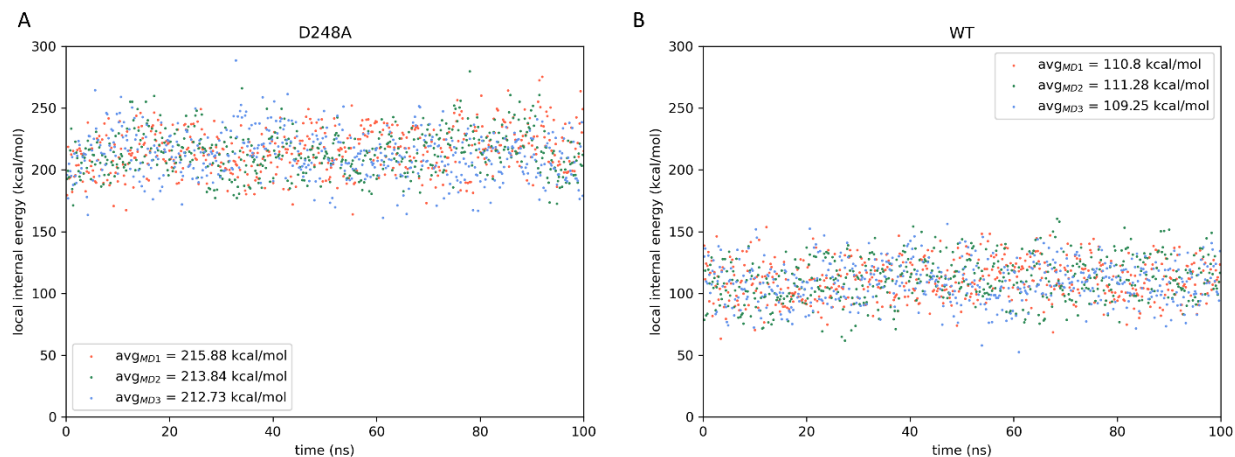 A
D248A
300
250
200
150
100
50
0
local internal energy (kcal/mol)
avgMD1 = 215.88 kcal/mol
avgMD2 = 213.84 kcal/mol
avgMD3 = 212.73 kcal/mol
0 20 40 60 80 100
time (ns)
B
WT
300
250
200
150
100
50
0
local internal energy (kcal/mol)
avgMD1 = 110.8 kcal/mol
avgMD2 = 111.28 kcal/mol
avgMD3 = 109.25 kcal/mol
0 20 40 60 80 100
time (ns)